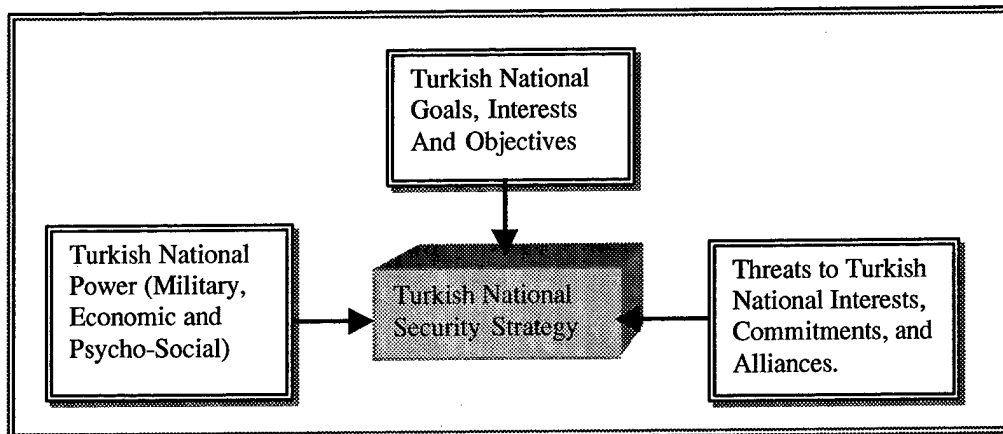 Turkish National
Goals, Interests
And Objectives
Turkish National
Power (Military,
Economic and
Psycho-Social)
Turkish National
Security Strategy
Threats to Turkish
National Interests,
Commitments, and
Alliances.